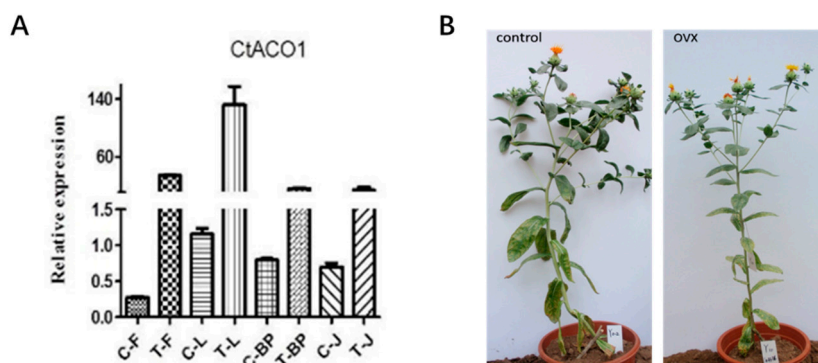 A
CtACO1
Relative expression
140
60
1.5
1.0
0.5
0.0
C-F
T-F
C-L
T-L
C-BP
T-BP
C-J
T-J
B
control
OVX